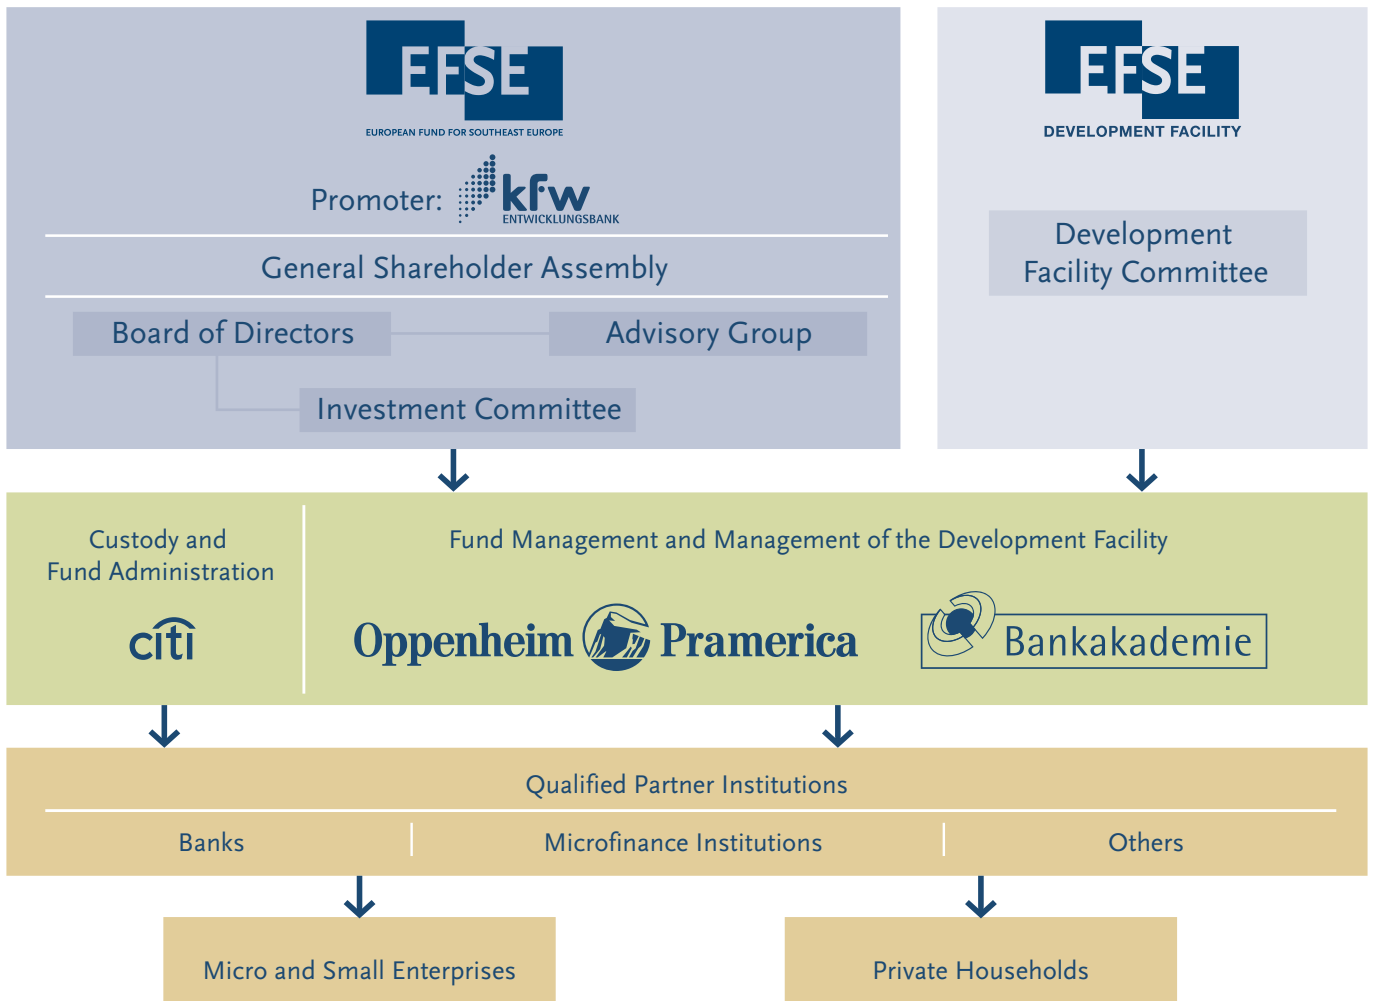 EFSE
EUROPEAN FUND FOR SOUTHEAST EUROPE
Promoter:
kfw
ENTWICKLUNGSBANK
General Shareholder Assembly
Board of Directors
Advisory Group
Investment Committee
EFSE
DEVELOPMENT FACILITY
Development
Facility Committee
Custody and
Fund Administration
citi
Fund Management and Management of the Development Facility
Oppenheim Pramerica
Bankakademie
Qualified Partner Institutions
Banks
Microfinance Institutions
Others
Micro and Small Enterprises
Private Households